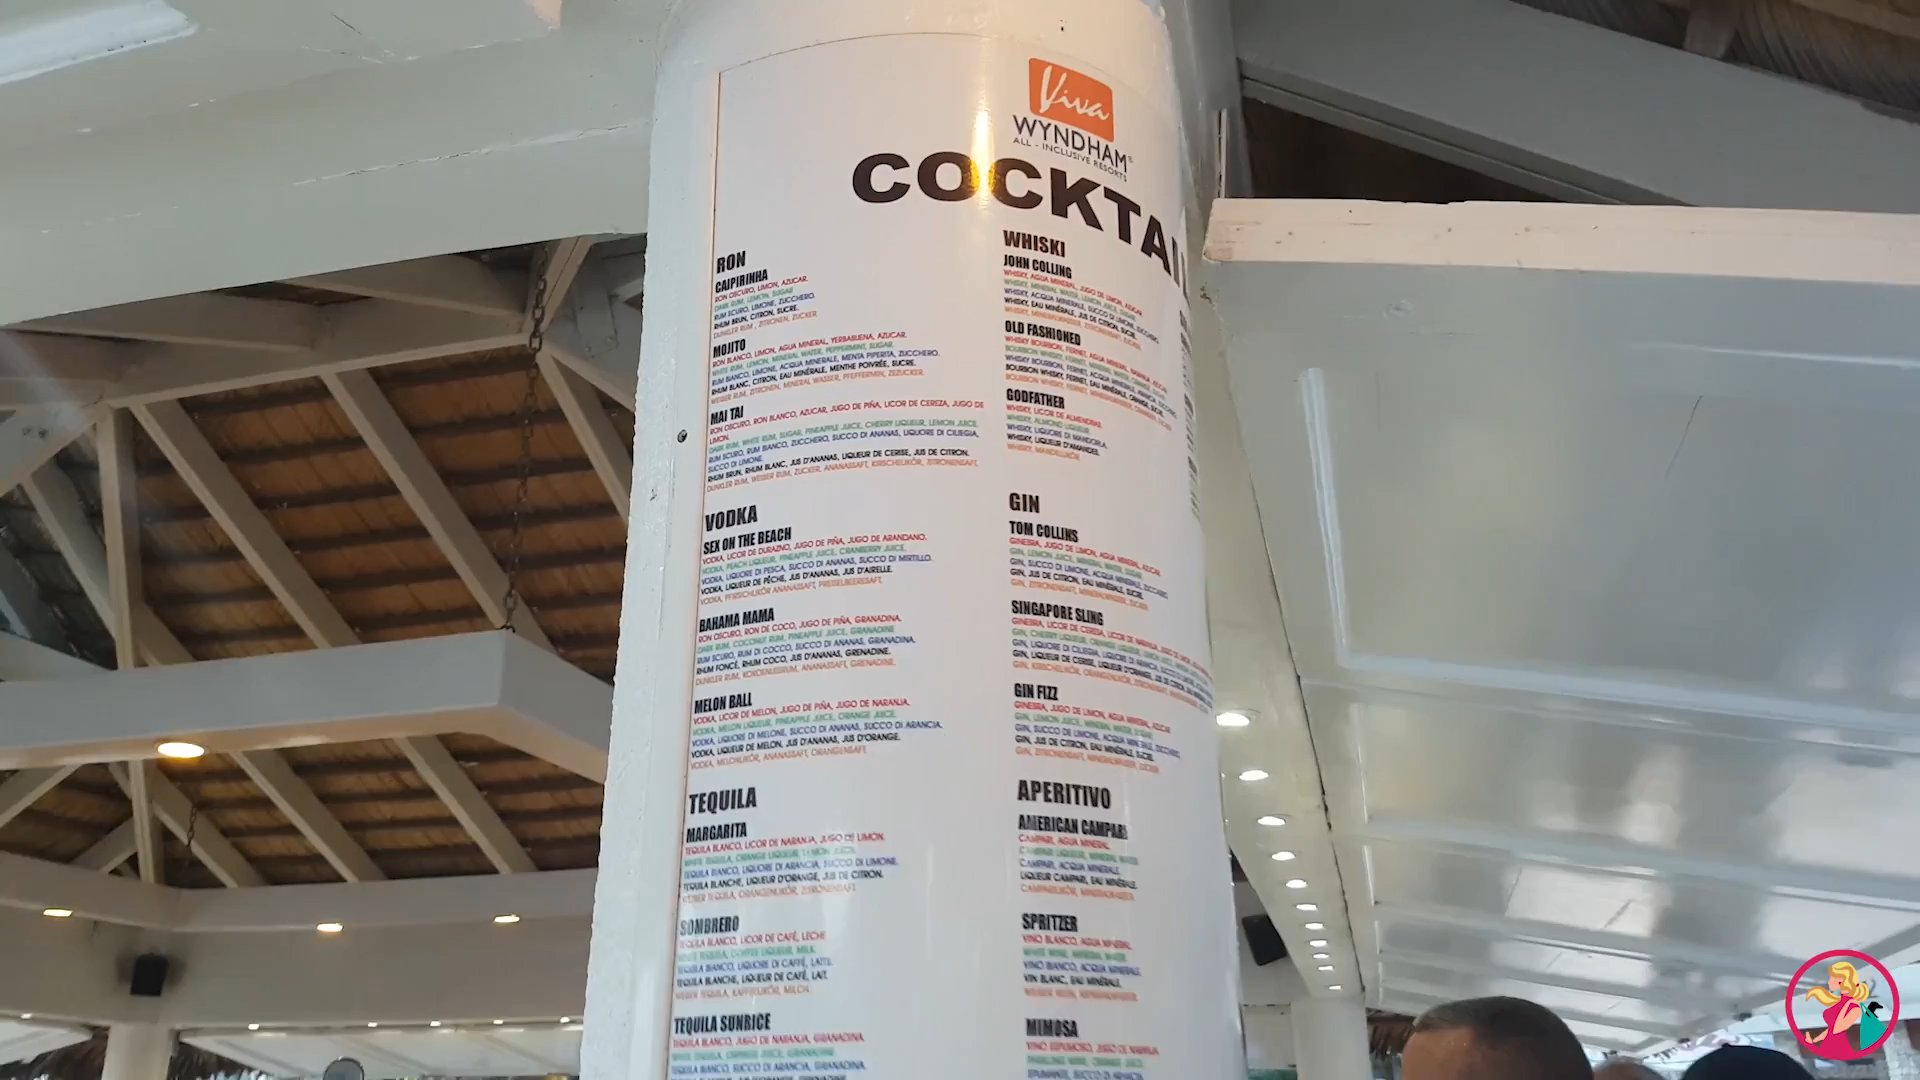 Viva
WYNDHAM
ALL - INCLUSIVE RESORTS
COCKTAI
RON
CAIPIRINHA
RON OSCURO, LIMON, AZUCAR.
DARK RUM, LEMON, SUGAR
RUM SCURO, LIMONE, ZUCCHERO.
RHUM BRUN, CITRON, SUCRE.
DUNKLER RUM, ZITRONEN, ZUCKER
MOJITO
RON BLANCO, LIMON, AGUA MINERAL, YERBABUENA, AZUCAR.
WHITE RUM, LEMON, MINERAL WATER, PEPPERMINT, SUGAR
RUM BIANCO, LIMONE, ACQUA MINERALE, MENTA PIPERITA, ZUCCHERO.
RHUM BLANC, CITRON, EAU MINÉRALE, MENTHE POIVRÉE, SUCRE.
WEIBER RUM, ZITRONEN, MINERAL WASSER, PFEFFERMIN, ZEZUCKER.
MAI TAI
RON OSCURO, RON BLANCO, AZUCAR, JUGO DE PIÑA, LICOR DE CEREZA, JUGO DE
LIMON.
DARK RUM, WHITE RUM, SUGAR, PINEAPPLE JUICE, CHERRY LIQUEUR, LEMON JUICE.
RUM SCURO, RUM BIANCO, ZUCCHERO, SUCCO DI ANANAS, LIQUORE DI CILIEGIA,
SUCCO DI LIMONE.
RHUM BRUN, RHUM BLANC, JUS D'ANANAS, LIQUEUR DE CERISE, JUS DE CITRON.
DUNKLER RUM, WEISER RUM, ZUCKER, ANANASSAFT, KIRSCHELIKÖR, ZITRONENSAFT.
VODKA
SEX ON THE BEACH
VODKA, LICOR DE DURAZNO, JUGO DE PIÑA, JUGO DE ARANDANO.
VODKA, PEACH LIQUEUR, PINEAPPLE JUICE, CRANBERRY JUICE.
VODKA, LIQUORE DI PESCA, SUCCO DI ANANAS, SUCCO DI MIRTILLO.
VODKA, LIQUEUR DE PÊCHE, JUS D'ANANAS, JUS D'AIRELLE.
VODKA, PFIRSICHLIKÖR ANANASSAFT, PREISELBEERSSAFT.
BAHAMA MAMA
RON OSCURO, RON DE COCO, JUGO DE PIÑA, GRANADINA.
DARK RUM, COCONUT RUM, PINEAPPLE JUICE, GRANADINE
RUM SCURO, RUM DI COCCO, SUCCO DI ANANAS, GRANADINA.
RHUM FONCÉ, RHUM COCO, JUS D'ANANAS, GRENADINE.
DUNKLER RUM, KOKOSNUSSRUM, ANANASSAFT, GRENADINE.
MELON BALL
VODKA, LICOR DE MELON, JUGO DE PIÑA, JUGO DE NARANJA.
VODKA, MELON LIQUEUR, PINEAPPLE JUICE, ORANGE JUICE.
VODKA, LIQUORE DI MELONE, SUCCO DI ANANAS, SUCCO DI ARANCIA.
VODKA, LIQUEUR DE MELON, JUS D'ANANAS, JUS D'ORANGE.
VODKA, MELONLIKÖR, ANANASSAFT, ORANGENSAFT.
TEQUILA
MARGARITA
TEQUILA BLANCO, LICOR DE NARANJA, JUGO DE LIMON.
WHITE TEQUILA, ORANGE LIQUEUR, LEMON JUICE.
TEQUILA BIANCO, LIQUORE DI ARANCIA, SUCCO DI LIMONE.
TEQUILA BLANCHE, LIQUEUR D'ORANGE, JUS DE CITRON.
WEIBER TEQUILA, ORANGENLIKÖR, ZITRONENSAFT
SOMBRERO
TEQUILA BLANCO, LICOR DE CAFÉ, LECHE
WHITE TEQUILA, COFFEE LIQUEUR, MILK.
TEQUILA BIANCO, LIQUORE DI CAFFÉ, LATTE.
TEQUILA BLANCHE, LIQUEUR DE CAFÉ, LAIT.
WEIBER TEQUILA, KAFFEELIKÖR, MILCH.
TEQUILA SUNRICE
TEQUILA BLANCO, JUGO DE NARANJA, GRANADINA.
WHITE TEQUILA, ORANGE JUICE, GRANADINE
TEQUILA BIANCO, SUCCO DI ARANCIA, GRANADINA.
WHISKI
JOHN COLLING
WHISKY, AGUA MINERAL, JUGO DE LIMON, AZUCAR
WHISKY, MINERAL WATER, LEMON JUICE, SUGAR
WHISKY, ACQUA MINERALE, SUCCO DI LIMONE, ZUCCHERO.
WHISKY, EAU MINÉRALE, JUS DE CITRON, SUCRE.
WHISKY, MINERALWASSER, ZITRONENSAFT, ZUCKER.
OLD FASHIONED
WHISKY BOURBON, FERNET, AGUA MINERAL, NARANJA, AZUCAR
BOURBON WHISKY, FERNET, MINERAL WATER, ORANGE
WHISKY BOURBON, FERNET, ACQUA MINERALE, ARANCIA, ZUCCHERO.
BOURBON WHISKY, FERNET, EAU MINÉRALE, ORANGE, SUCRE.
BOURBON WHISKY, FERNET, MINERALWASSER, ORANGE, ZUCKER
GODFATHER
WHISKY, LICOR DE ALMENDRAS.
WHISKY, ALMOND LIQUEUR
WHISKY, LIQUORE DI MANDORLA.
WHISKY, LIQUEUR D'AMANDES.
WHISKY, MANDELLIKÖR
GIN
TOM COLLINS
GINEBRA, JUGO DE LIMON, AGUA MINERAL, AZUCAR
GIN, LEMON JUICE, MINERAL WATER, SUGAR
GIN, SUCCO DI LIMONE, ACQUA MINERALE, ZUCCHERO.
GIN, JUS DE CITRON, EAU MINÉRALE, SUCRE.
GIN, ZITRONENSAFT, MINERALWASSER, ZUCKER
SINGAPORE SLING
GINEBRA, LICOR DE CERESA, LICOR DE NARANJA,
GIN, CHERRY LIQUEUR, ORANGE LIQUEUR,
GIN, LIQUORE DI CILIEGIA, LIQUORE DI ARANCIA, SUCCO DI LIMONE,
GIN, LIQUEUR DE CERISE, LIQUEUR D'ORANGE, JUS DE CITRON, EAU
GIN, KIRSCHELIKÖR, ORANGENLIKÖR, ZITRONENSAFT,
GIN FIZZ
GINEBRA, JUGO DE LIMON, AGUA MINERAL, AZUCAR
GIN, LEMON JUICE, MINERAL WATER, SUGAR
GIN, SUCCO DE LIMONE, ACQUA MINERALE, ZUCCHERO
GIN, JUS DE CITRON, EAU MINÉRALE, SUCRE.
GIN, ZITRONENSAFT, MINERALWASSER, ZUCKER
APERITIVO
AMERICAN CAMPARI
CAMPARI, AGUA MINERAL
CAMPARI LIQUEUR, MINERAL WATER
CAMPARI, ACQUA MINERALE,
LIQUEUR CAMPARI, EAU MINÉRALE.
CAMPARILIKÖR, MINERALWASSER
SPRITZER
VINO BLANCO, AGUA MINERAL
WHITE WINE, MINERAL WATER
VINO BIANCO, ACQUA MINERALE,
VIN BLANC, EAU MINÉRALE,
WEISER WEIN, MINERALWASSER
MIMOSA
VINO ESPUMOSO, JUGO DE NARANJA
SPARKLING WINE, ORANGE JUICE
SPUMANTE, SUCCO DI ARANCIA,